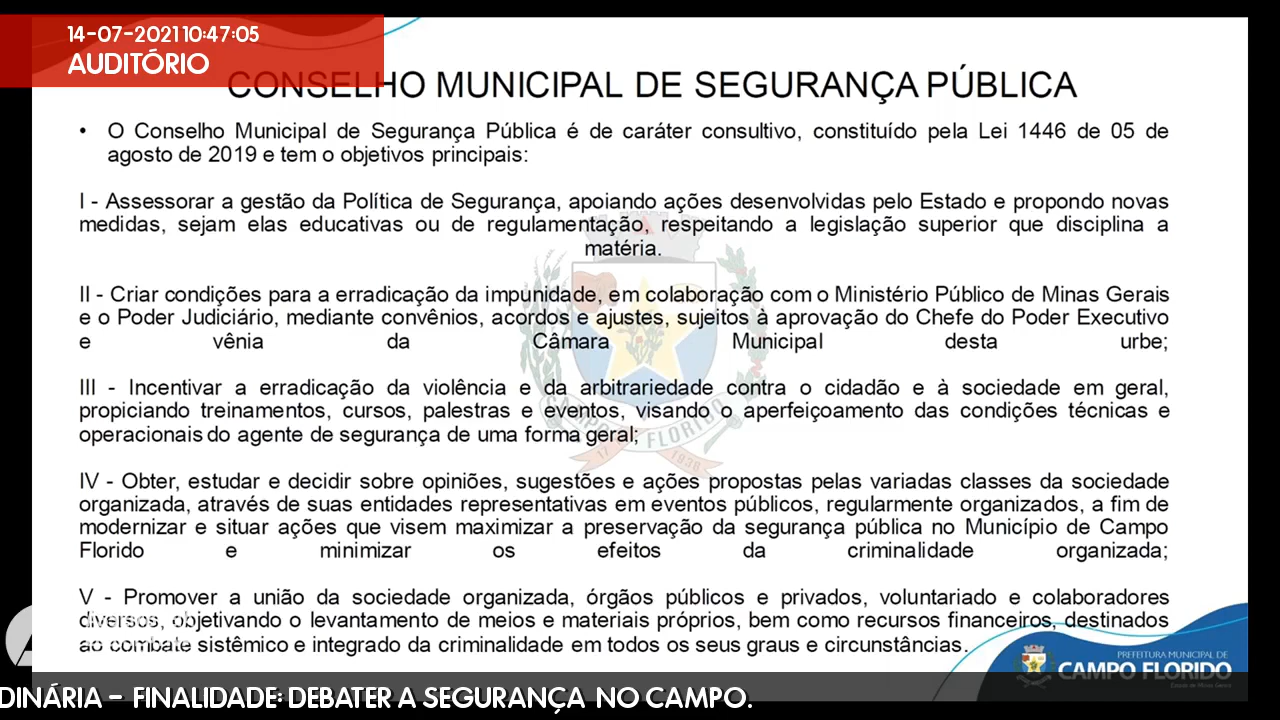 14-07-2021 10:47:05
AUDITÓRIO
CONSELHO MUNICIPAL DE SEGURANÇA PÚBLICA
• O Conselho Municipal de Segurança Pública é de caráter consultivo, constituído pela Lei 1446 de 05 de
agosto de 2019 e tem o objetivos principais:
I - Assessorar a gestão da Política de Segurança, apoiando ações desenvolvidas pelo Estado e propondo novas
medidas, sejam elas educativas ou de regulamentação, respeitando a legislação superior que disciplina a
matéria.
II - Criar condições para a erradicação da impunidade, em colaboração com o Ministério Público de Minas Gerais
e o Poder Judiciário, mediante convênios, acordos e ajustes, sujeitos à aprovação do Chefe do Poder Executivo
e vênia da Câmara Municipal desta urbe;
III - Incentivar a erradicação da violência e da arbitrariedade contra o cidadão e à sociedade em geral,
propiciando treinamentos, cursos, palestras e eventos, visando o aperfeiçoamento das condições técnicas e
operacionais do agente de segurança de uma forma geral;
CAMPO FLORIDO
17 1938
IV - Obter, estudar e decidir sobre opiniões, sugestões e ações propostas pelas variadas classes da sociedade
organizada, através de suas entidades representativas em eventos públicos, regularmente organizados, a fim de
modernizar e situar ações que visem maximizar a preservação da segurança pública no Município de Campo
Florido e minimizar os efeitos da criminalidade organizada;
V - Promover a união da sociedade organizada, órgãos públicos e privados, voluntariado e colaboradores
diversos, objetivando o levantamento de meios e materiais próprios, bem como recursos financeiros, destinados
ao combate sistêmico e integrado da criminalidade em todos os seus graus e circunstâncias.
PREFEITURA MUNICIPAL DE
CAMPO FLORIDO
Estado de Minas Gerais
DINÁRIA - FINALIDADE: DEBATER A SEGURANÇA NO CAMPO.